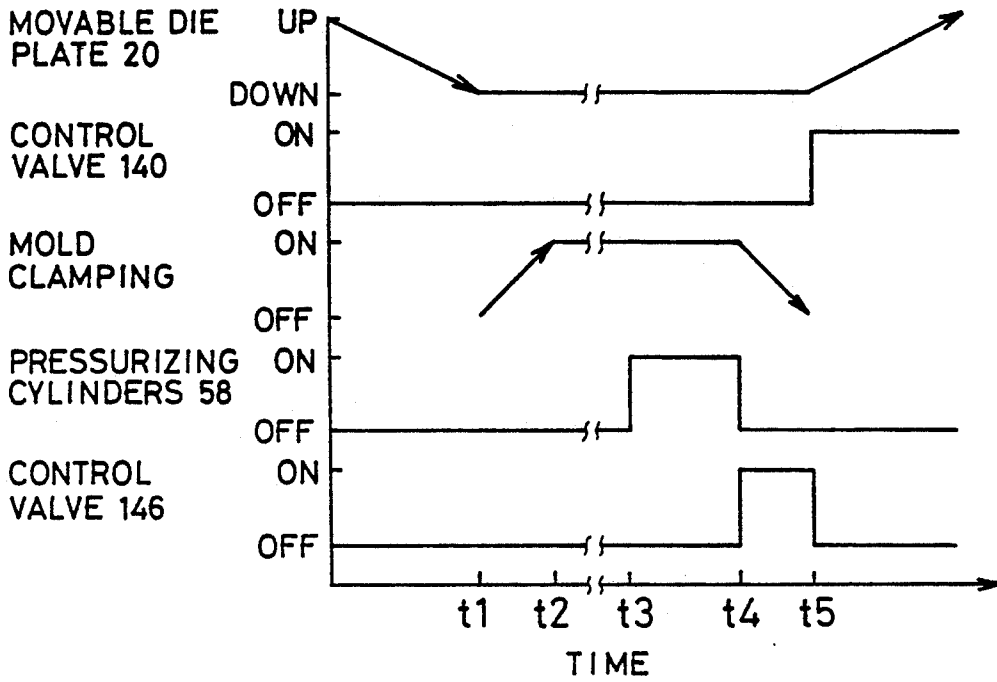 MOVABLE DIE
PLATE 20
UP
DOWN
CONTROL
VALVE 140
ON
OFF
MOLD
CLAMPING
ON
OFF
PRESSURIZING
CYLINDERS 58
ON
OFF
CONTROL
VALVE 146
ON
OFF
t1 t2 t3 t4 t5
TIME